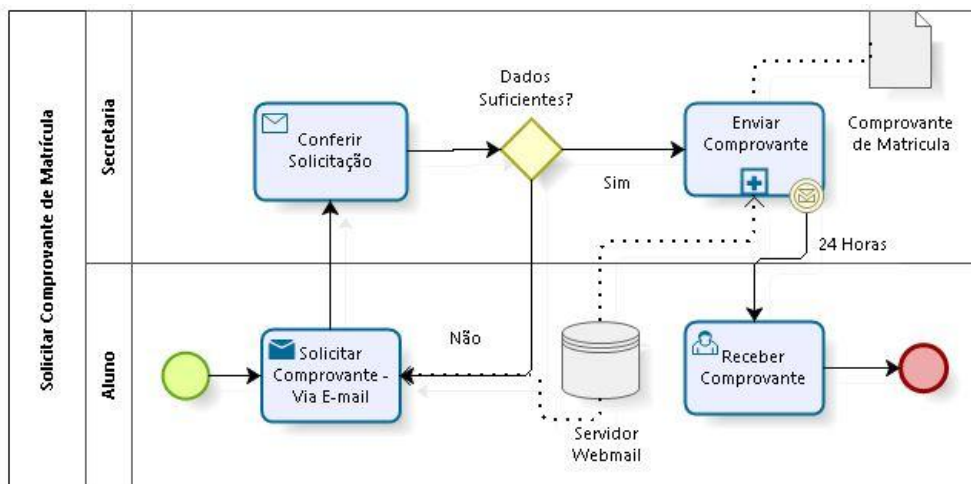 Solicitar Comprovante de Matrícula
Secretaria
Conferir
Solicitação
Dados
Suficientes?
Sim
Enviar
Comprovante
Comprovante
de Matricula
24 Horas
Aluno
Solicitar
Comprovante -
Via E-mail
Não
Servidor
Webmail
Receber
Comprovante